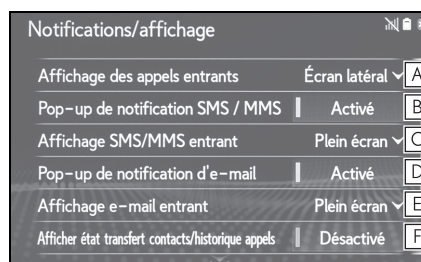 Notifications/affichage
Affichage des appels entrants Écran latéral A
Pop-up de notification SMS / MMS Activé B
Affichage SMS/MMS entrant Plein écran C
Pop-up de notification d'e-mail Activé D
Affichage e-mail entrant Plein écran E
Afficher état transfert contacts/historique appels Désactivé F